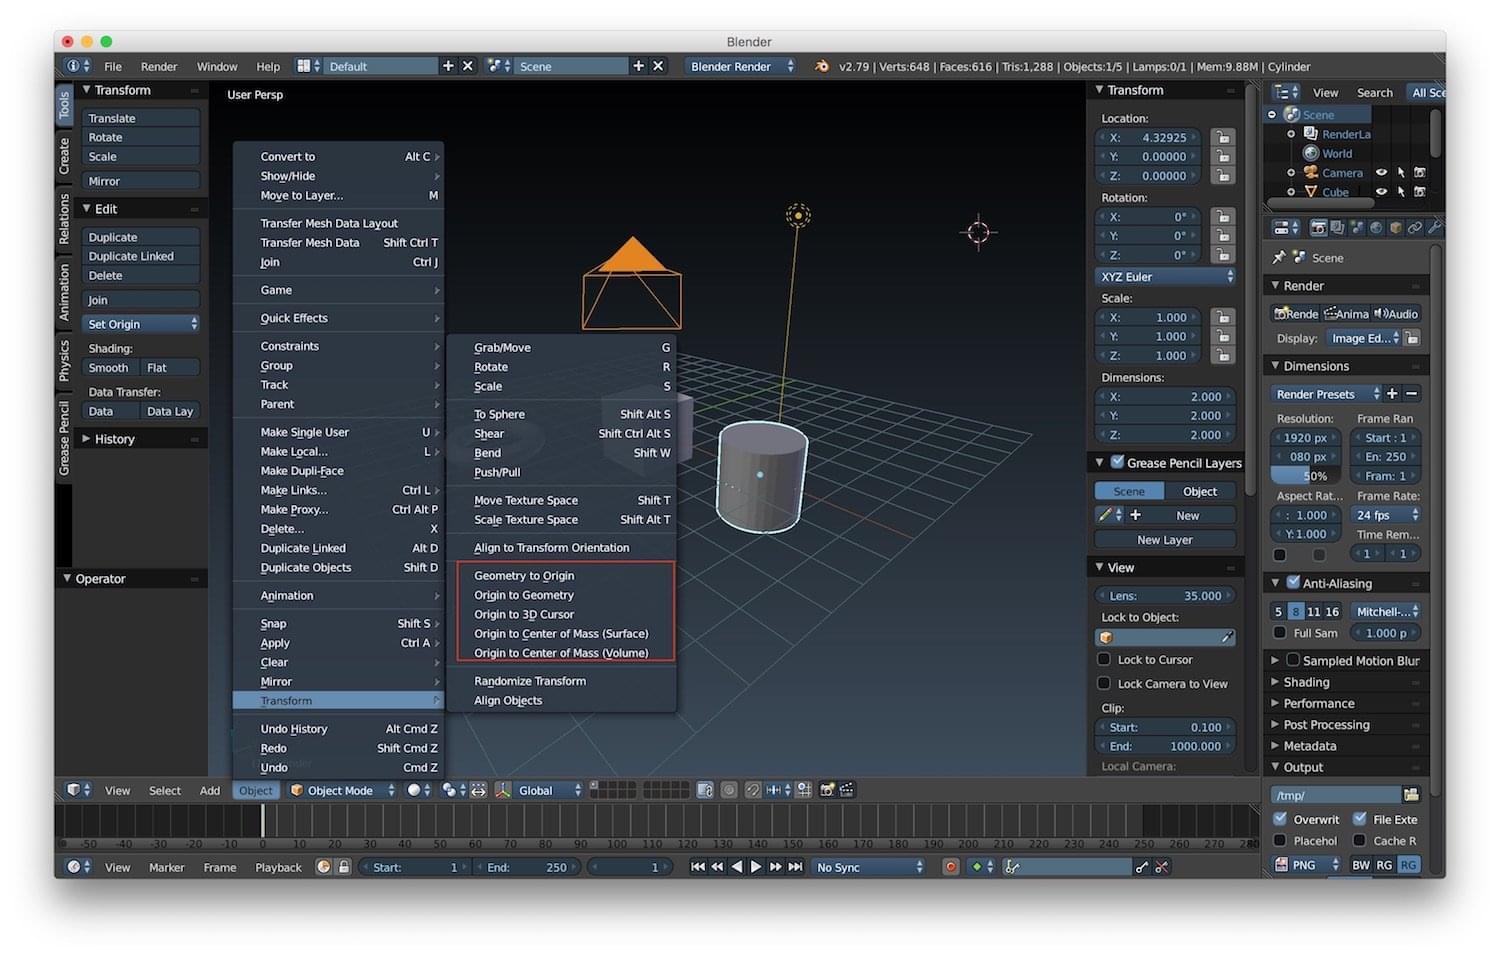 Blender
File Render Window Help Default Scene Blender Render v2.79 | Verts:648 | Faces:616 | Tris:1,288 | Objects:1/5 | Lamps:0/1 | Mem:9.88M | Cylinder
Tools
Create
Relations
Animation
Physics
Grease Pencil
Transform
Translate
Rotate
Scale
Mirror
Edit
Duplicate
Duplicate Linked
Delete
Join
Set Origin
Shading:
Smooth Flat
Data Transfer:
Data Data Lay
History
Operator
User Persp
Convert to Alt C
Show/Hide
Move to Layer... M
Transfer Mesh Data Layout
Transfer Mesh Data Shift Ctrl T
Join Ctrl J
Game
Quick Effects
Constraints
Group
Track
Parent
Make Single User U
Make Local... L
Make Dupli-Face
Make Links... Ctrl L
Make Proxy... Ctrl Alt P
Delete... X
Duplicate Linked Alt D
Duplicate Objects Shift D
Animation
Snap Shift S
Apply Ctrl A
Clear
Mirror
Transform
Undo History Alt Cmd Z
Redo Shift Cmd Z
Undo Cmd Z
Grab/Move G
Rotate R
Scale S
To Sphere Shift Alt S
Shear Shift Ctrl Alt S
Bend Shift W
Push/Pull
Move Texture Space Shift T
Scale Texture Space Shift Alt T
Align to Transform Orientation
Geometry to Origin
Origin to Geometry
Origin to 3D Cursor
Origin to Center of Mass (Surface)
Origin to Center of Mass (Volume)
Randomize Transform
Align Objects
Transform
Location:
X: 4.32925
Y: 0.00000
Z: 0.00000
Rotation:
X: 0°
Y: 0°
Z: 0°
XYZ Euler
Scale:
X: 1.000
Y: 1.000
Z: 1.000
Dimensions:
X: 2.000
Y: 2.000
Z: 2.000
Grease Pencil Layers
Scene Object
New
New Layer
View
Lens: 35.000
Lock to Object:
Lock to Cursor
Lock Camera to View
Clip:
Start: 0.100
End: 1000.000
Local Camera:
View Search All Sce
Scene
RenderLa
World
Camera
Cube
Scene
Render
Rende Anima Audio
Display: Image Ed...
Dimensions
Render Presets
Resolution: Frame Ran
1920 px Start : 1
080 px En: 250
50% Fram: 1
Aspect Rat... Frame Rate:
: 1.000 24 fps
Y: 1.000 Time Rem...
1 1
Anti-Aliasing
5 8 11 16 Mitchell-...
Full Sam 1.000 p
Sampled Motion Blur
Shading
Performance
Post Processing
Metadata
Output
/tmp/
Overwrit File Exte
Placehol Cache R
PNG BW RG RG
View Select Add Object Object Mode Global
-50 -40 -30 -20 -10 0 10 20 30 40 50 60 70 80 90 100 110 120 130 140 150 160 170 180 190 200 210 220 230 240 250 260 270 280
View Marker Frame Playback Start: 1 End: 250 1 No Sync